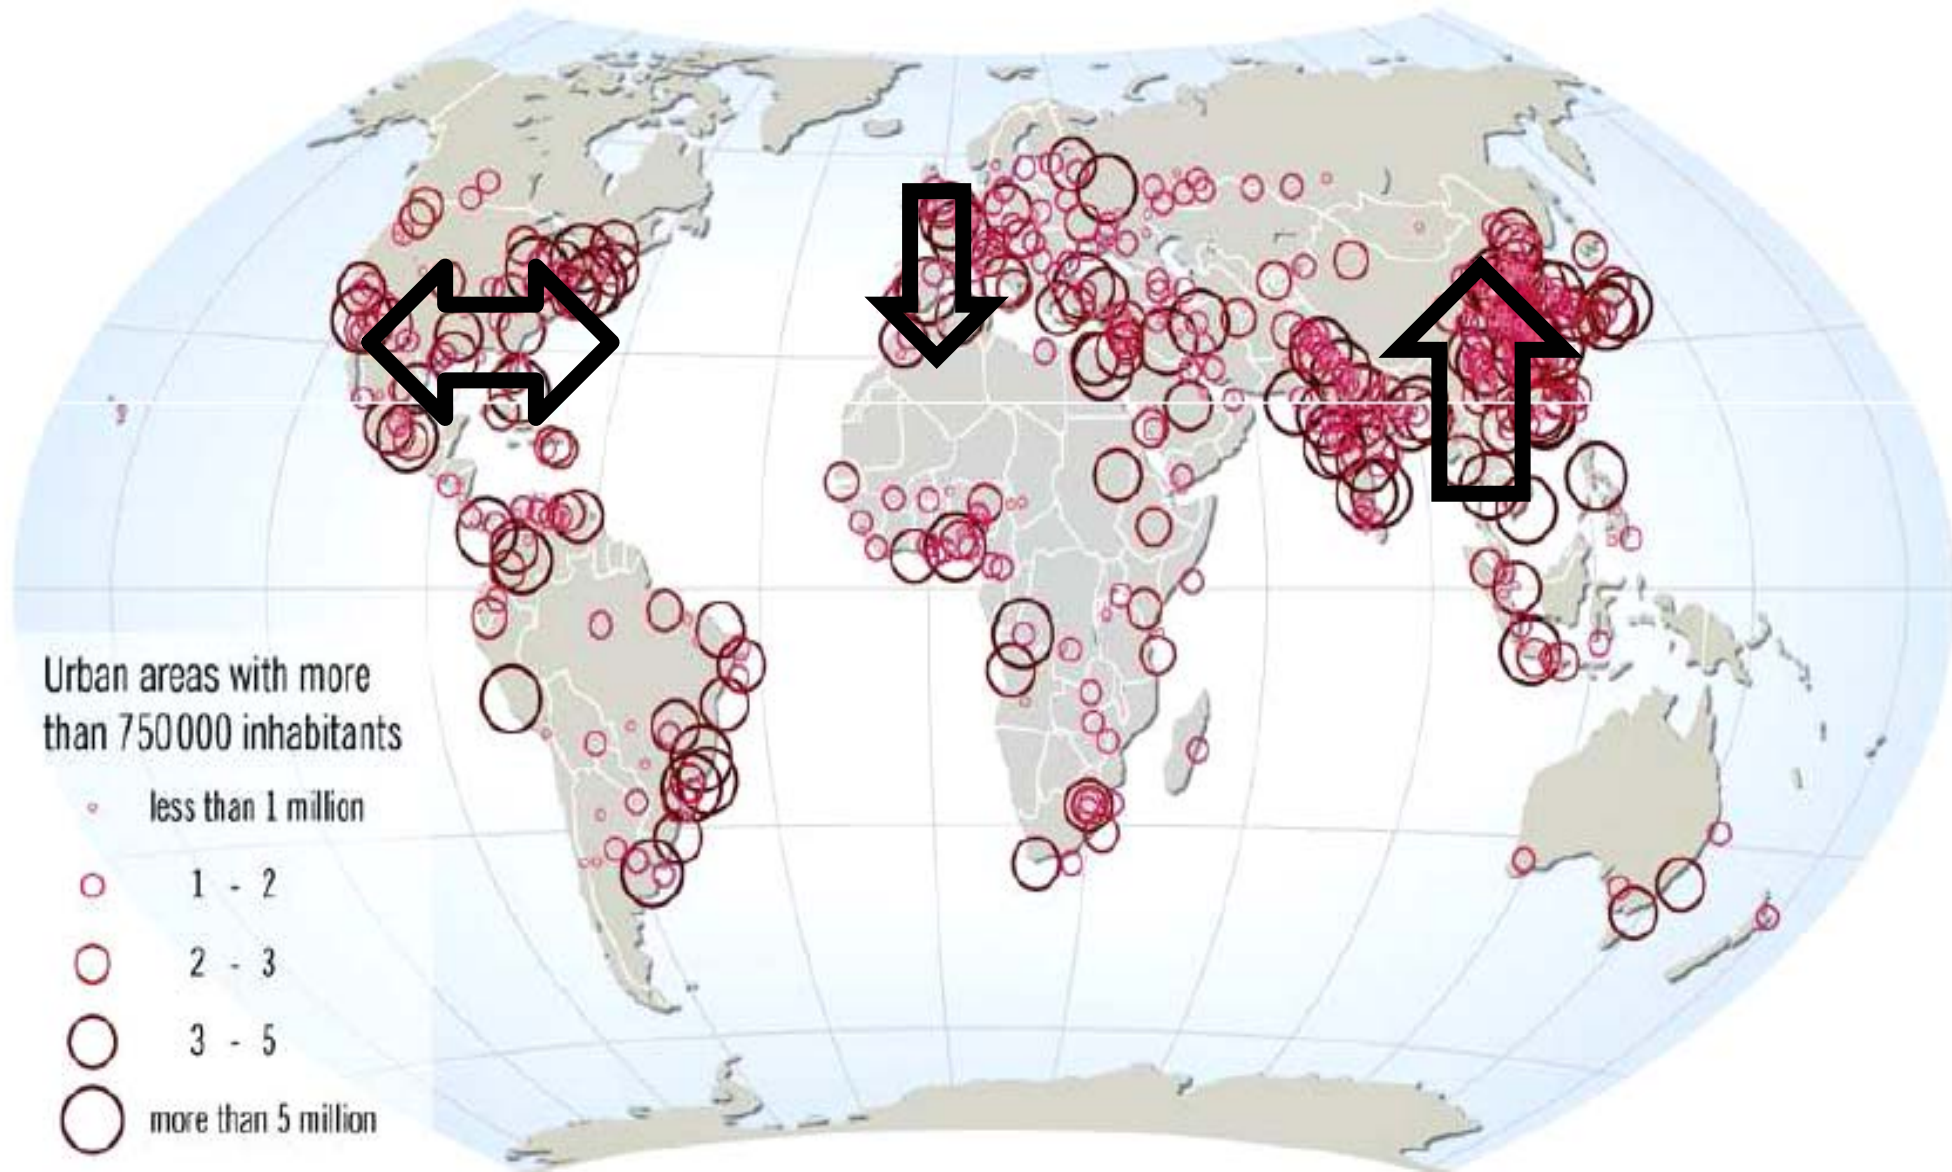 Urban areas with more
than 750000 inhabitants
less than 1 million
1 - 2
2 - 3
3 - 5
more than 5 million